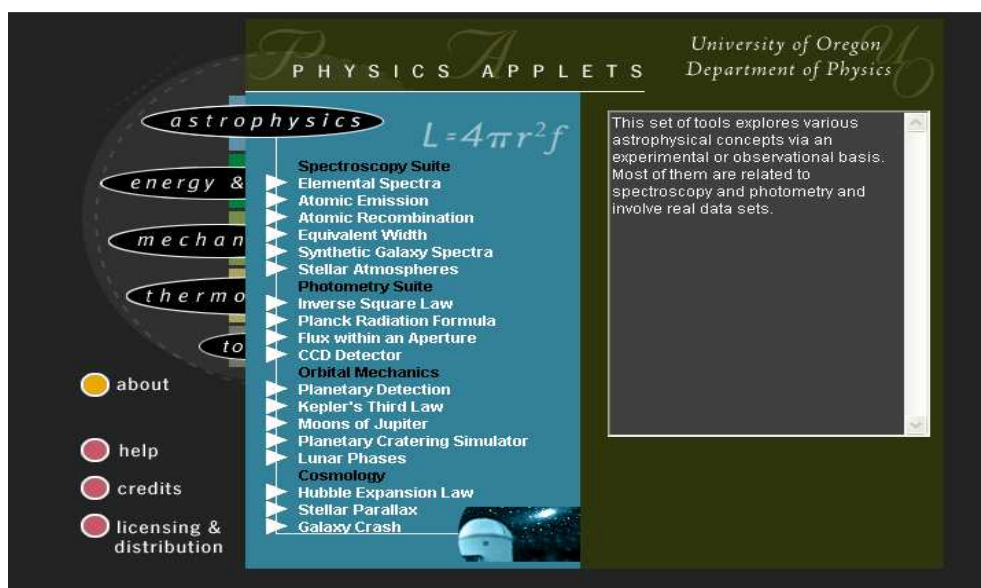 University of Oregon
Department of Physics
PHYSICS APPLETS
astrophysics
L=4πr²f
energy &
mechan
thermo
to
about
help
credits
licensing &
distribution
Spectroscopy Suite
Elemental Spectra
Atomic Emission
Atomic Recombination
Equivalent Width
Synthetic Galaxy Spectra
Stellar Atmospheres
Photometry Suite
Inverse Square Law
Planck Radiation Formula
Flux within an Aperture
CCD Detector
Orbital Mechanics
Planetary Detection
Kepler's Third Law
Moons of Jupiter
Planetary Cratering Simulator
Lunar Phases
Cosmology
Hubble Expansion Law
Stellar Parallax
Galaxy Crash
This set of tools explores various
astrophysical concepts via an
experimental or observational basis.
Most of them are related to
spectroscopy and photometry and
involve real data sets.